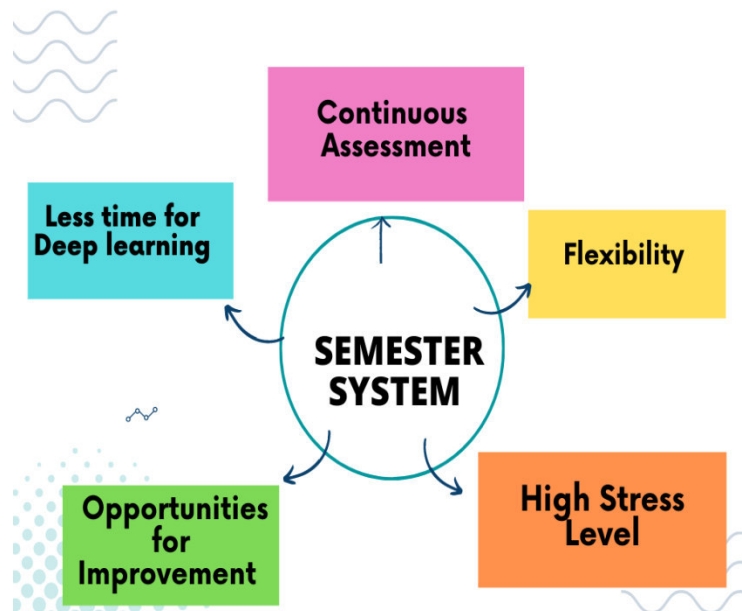 Continuous
Assessment
Less time for
Deep learning
Flexibility
SEMESTER
SYSTEM
Opportunities
for
Improvement
High Stress
Level